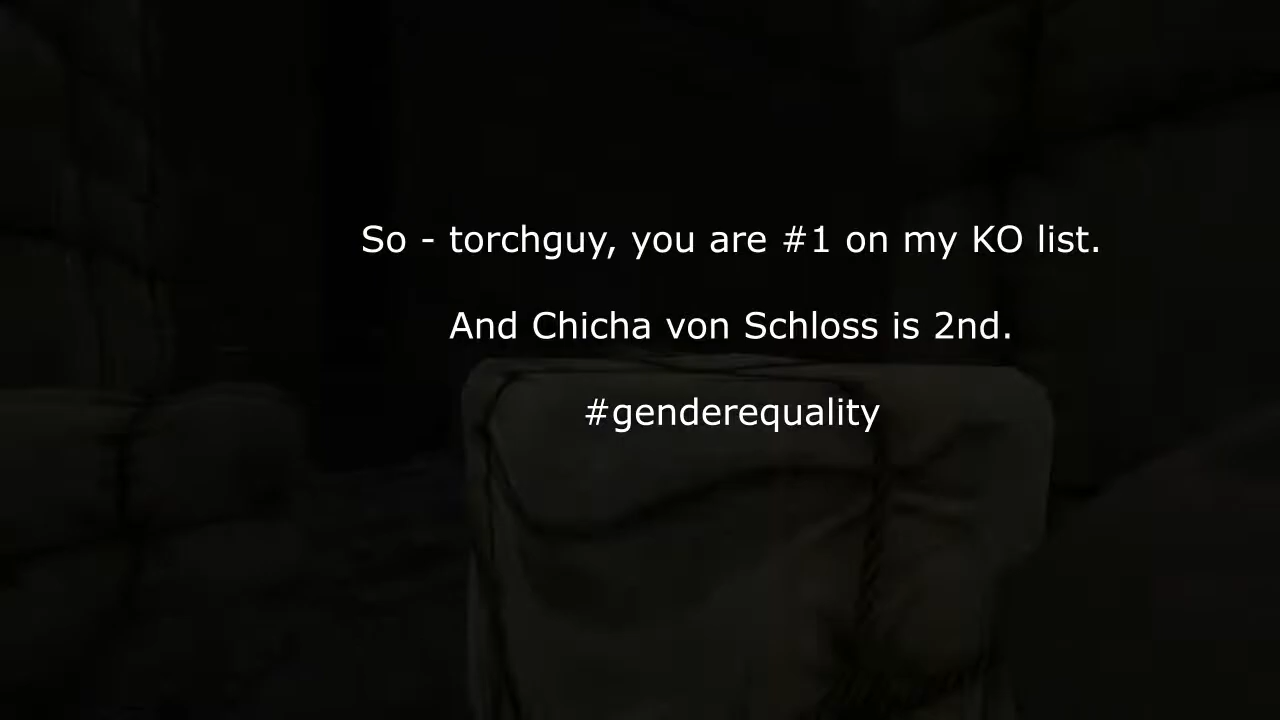 So - torchguy, you are #1 on my KO list.
And Chicha von Schloss is 2nd.
#genderequality